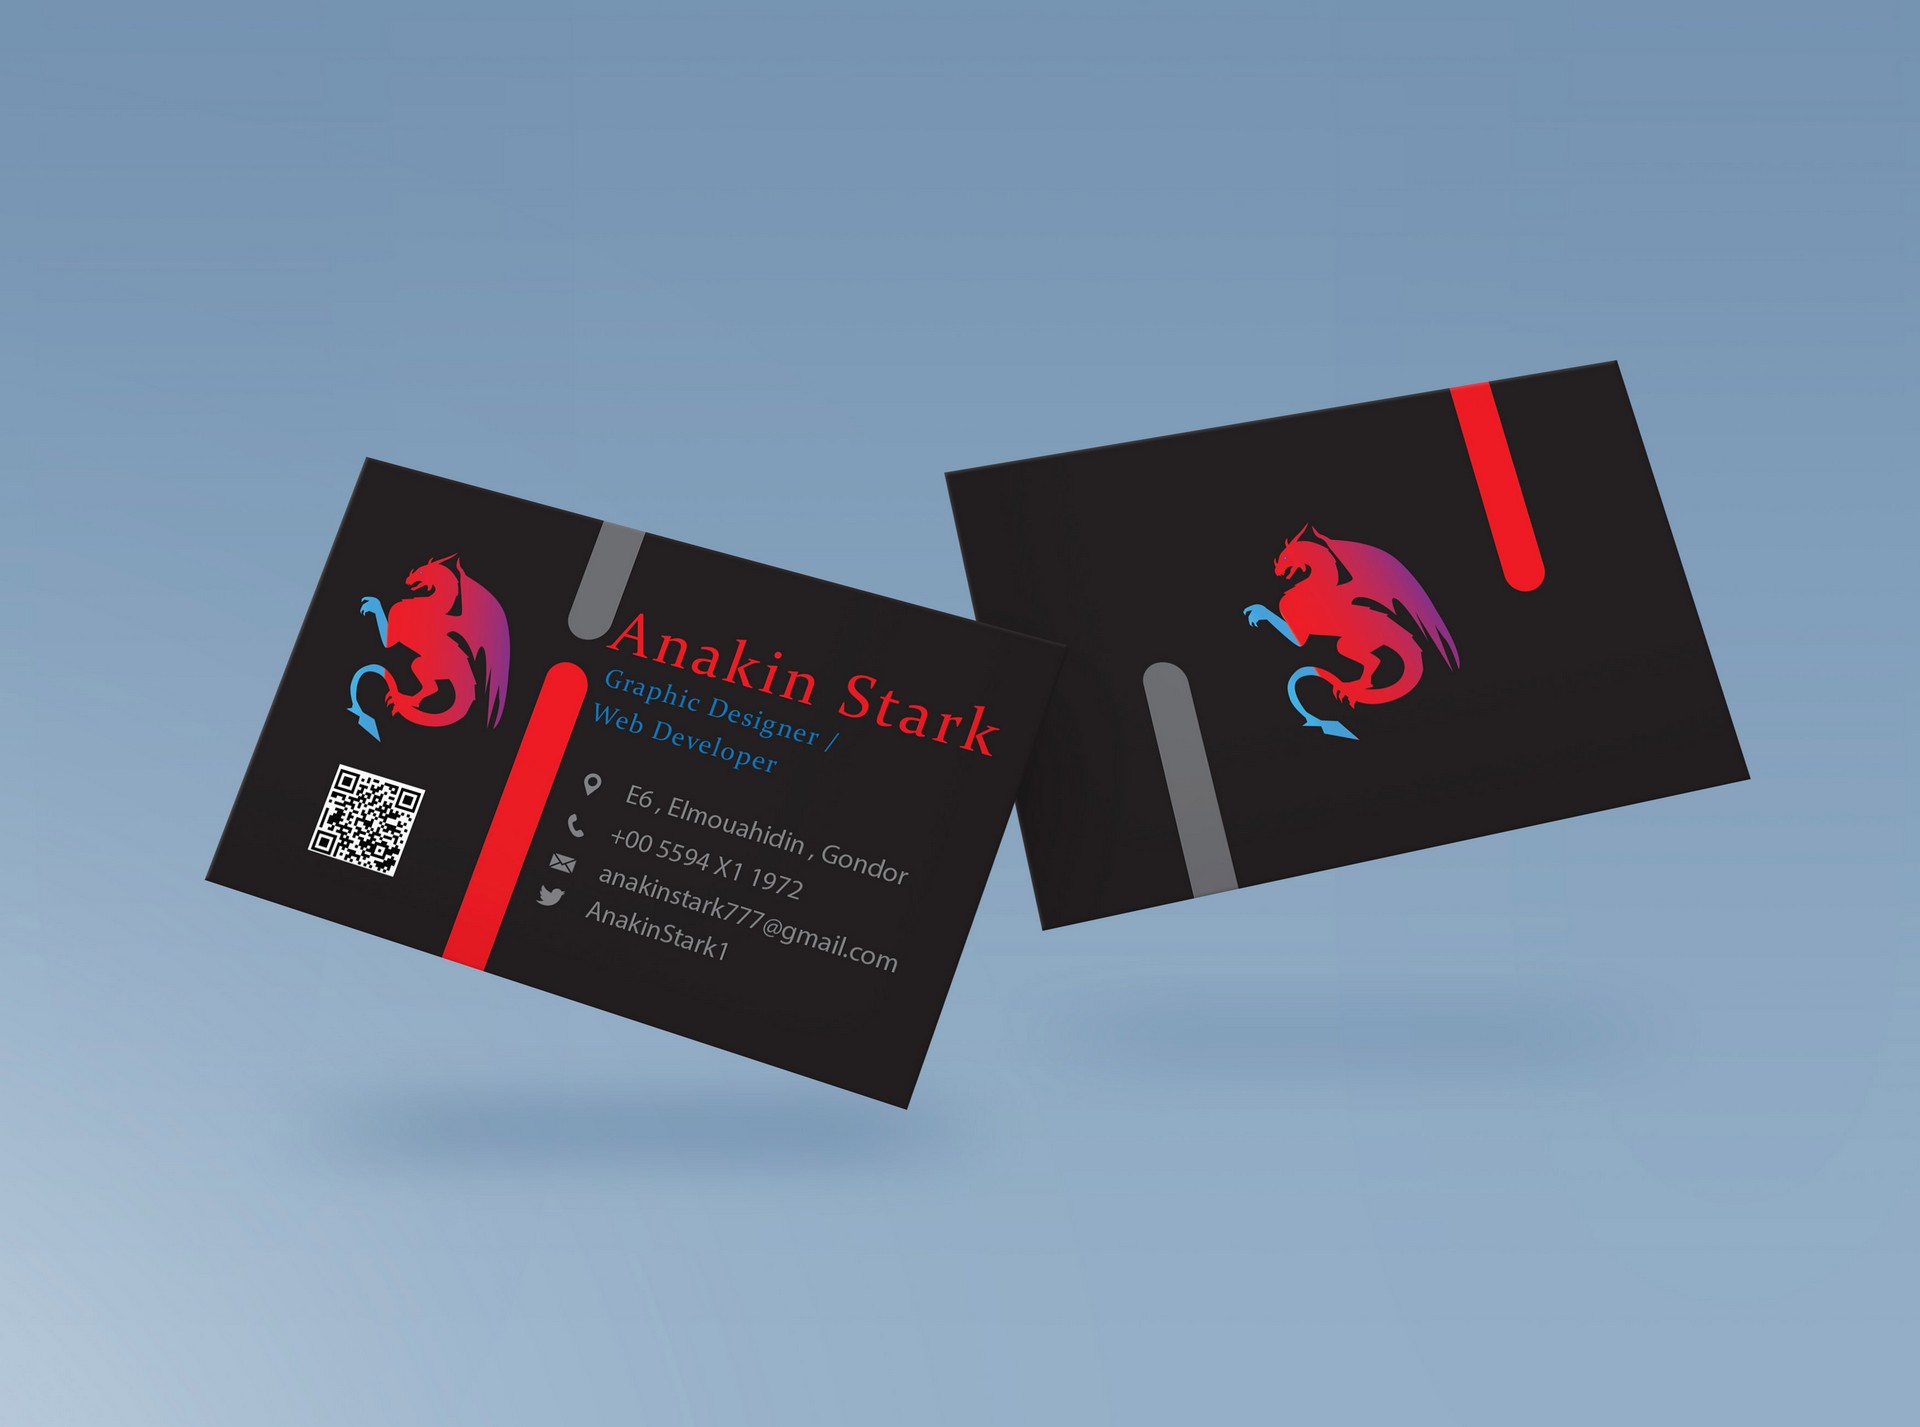 Anakin Stark
Graphic Designer /
Web Developer
E6 , Elmouahidin , Gondor
+00 5594 X1 1972
anakinstark777@gmail.com
AnakinStark1